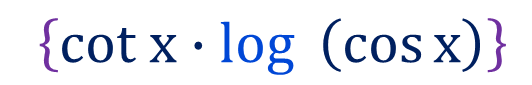 {cot x · log (cos x)}